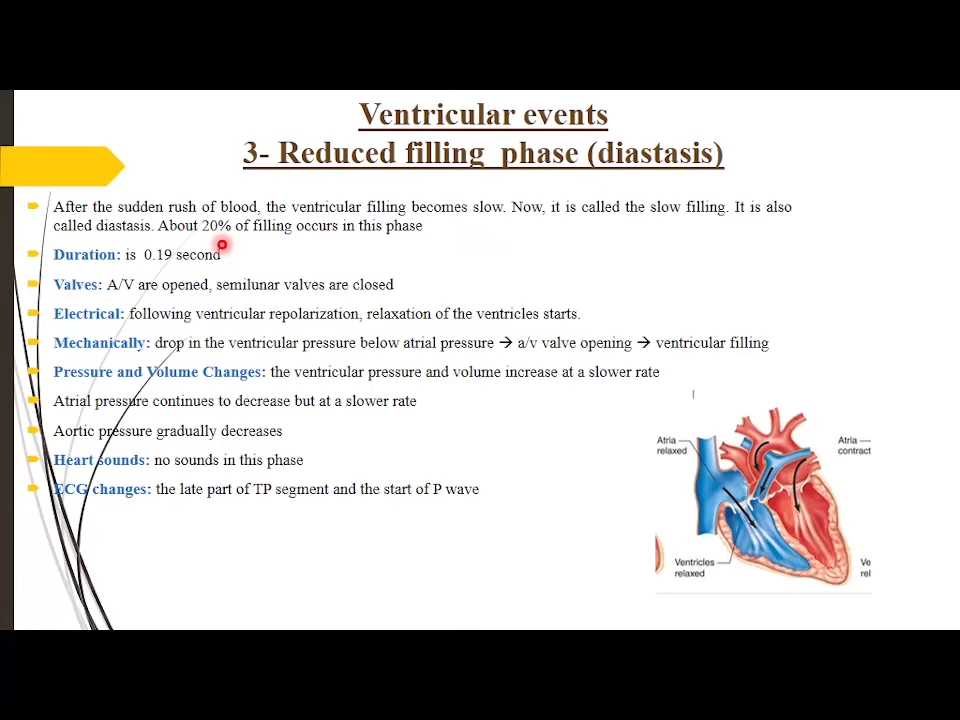 Ventricular events
3- Reduced filling phase (diastasis)
After the sudden rush of blood, the ventricular filling becomes slow. Now, it is called the slow filling. It is also
called diastasis. About 20% of filling occurs in this phase
Duration: is 0.19 second
Valves: A/V are opened, semilunar valves are closed
Electrical: following ventricular repolarization, relaxation of the ventricles starts.
Mechanically: drop in the ventricular pressure below atrial pressure → a/v valve opening → ventricular filling
Pressure and Volume Changes: the ventricular pressure and volume increase at a slower rate
Atrial pressure continues to decrease but at a slower rate
Aortic pressure gradually decreases
Heart sounds: no sounds in this phase
ECG changes: the late part of TP segment and the start of P wave
Atria
relaxed
Atria
contract
Ventricles
relaxed
Ve
rel